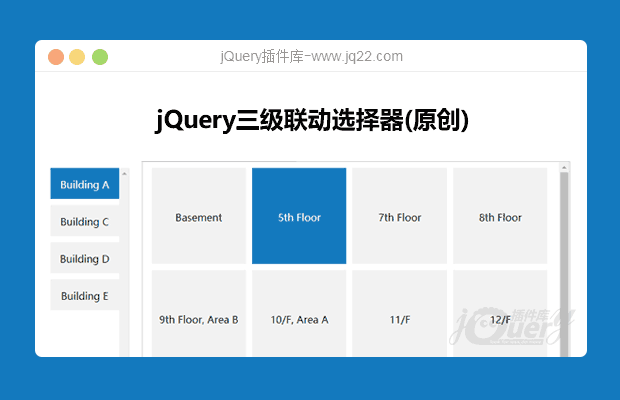 jQuery插件库-www.jq22.com
jQuery三级联动选择器(原创)
Building A
Building C
Building D
Building E
Basement
5th Floor
7th Floor
8th Floor
9th Floor, Area B
10/F, Area A
11/F
12/F
jQuery插件库